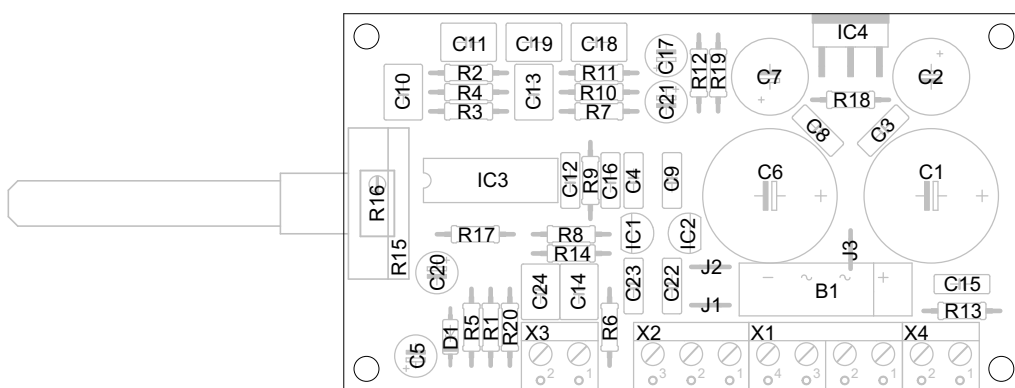 IC4
C11 C19 C18 C17 R12 R19 C7 C2
R2 R11
C10 R4 C13 R10 C21 R18
R3 R7 C8 C3
IC3 C12 R9 C16 C4 C9 C6 C1
R16
R17 R8 IC1 IC2
R15 R14 J3
C20 C24 C14 C23 C22 J2 B1 C15
J1 R13
C5 D1 R5 R1 R20 X3 R6 X2 X1 X4
2 1 3 2 1 4 3 2 1 2 1